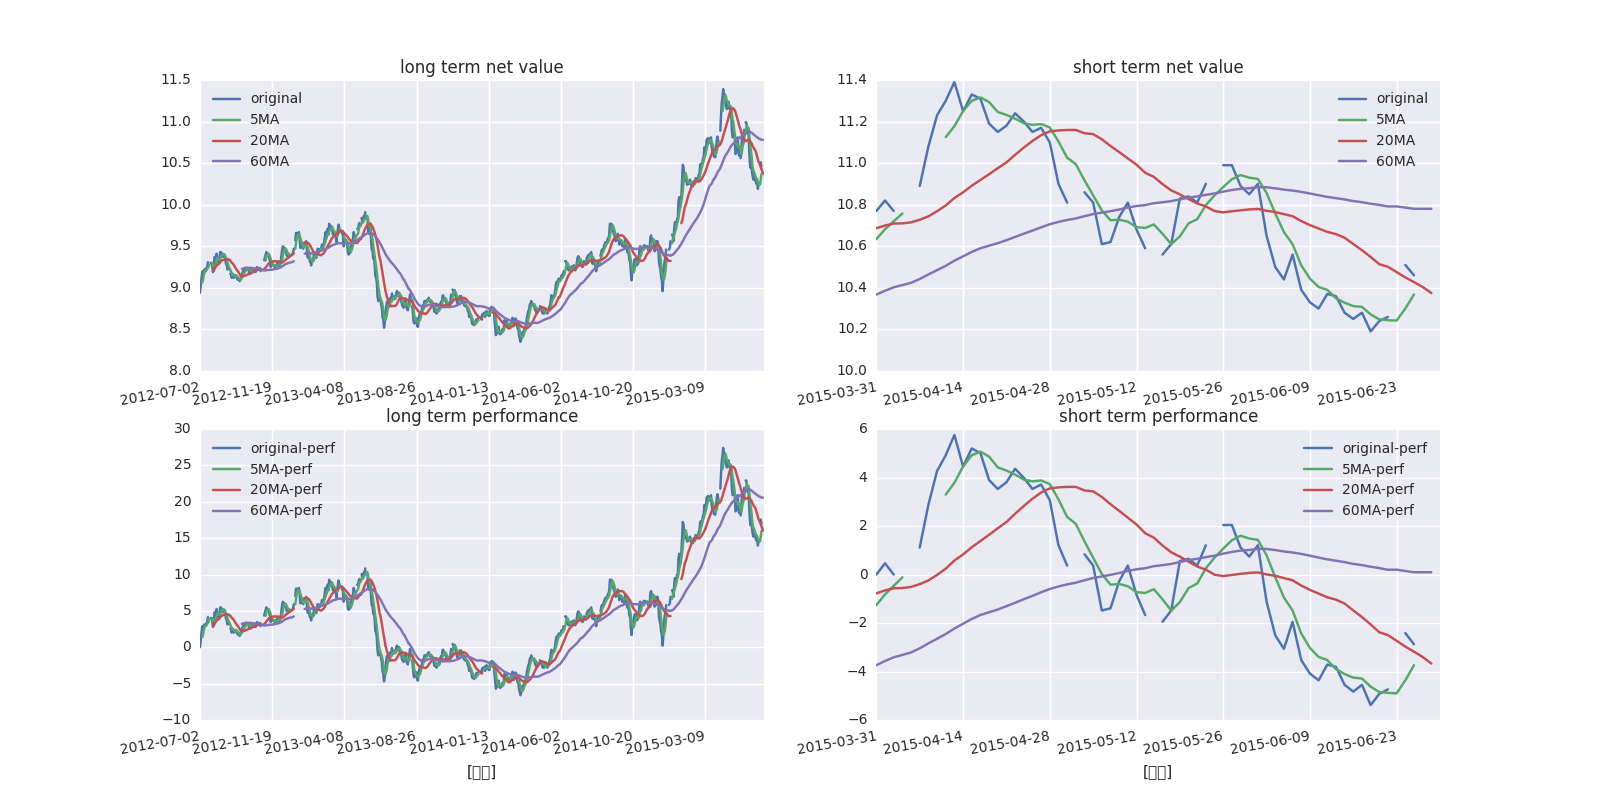 long term net value
11.5
11.0
10.5
10.0
9.5
9.0
8.5
8.0
original
5MA
20MA
60MA
2012-07-02 2012-11-19 2013-04-08 2013-08-26 2014-01-13 2014-06-02 2014-10-20 2015-03-09
short term net value
11.4
11.2
11.0
10.8
10.6
10.4
10.2
10.0
original
5MA
20MA
60MA
2015-03-31 2015-04-14 2015-04-28 2015-05-12 2015-05-26 2015-06-09 2015-06-23
long term performance
30
25
20
15
10
5
0
−5
−10
original-perf
5MA-perf
20MA-perf
60MA-perf
2012-07-02 2012-11-19 2013-04-08 2013-08-26 2014-01-13 2014-06-02 2014-10-20 2015-03-09
short term performance
6
4
2
0
−2
−4
−6
original-perf
5MA-perf
20MA-perf
60MA-perf
2015-03-31 2015-04-14 2015-04-28 2015-05-12 2015-05-26 2015-06-09 2015-06-23